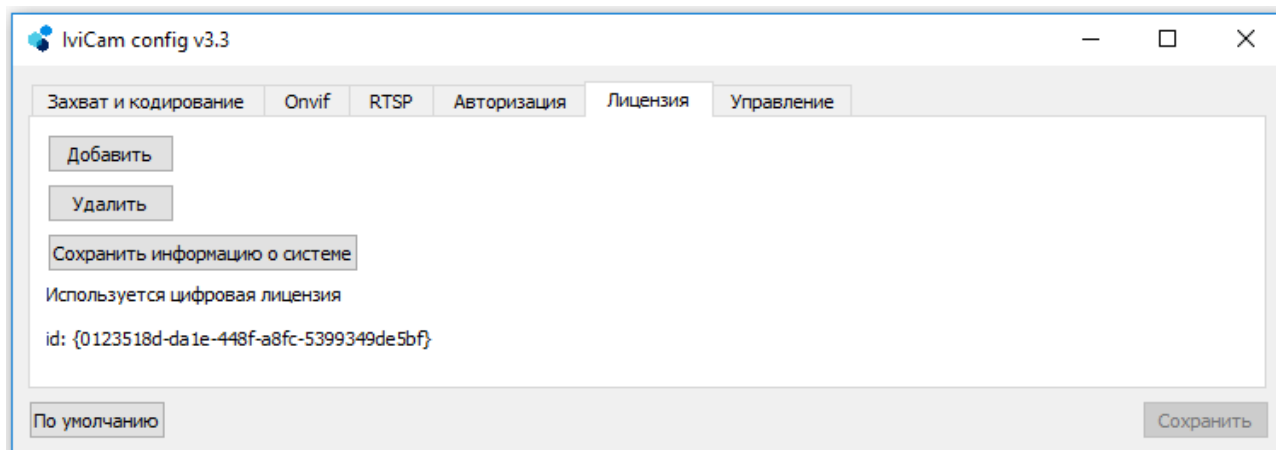 IviCam config v3.3
Захват и кодирование Onvif RTSP Авторизация Лицензия Управление
Добавить
Удалить
Сохранить информацию о системе
Используется цифровая лицензия
id: {0123518d-da1e-448f-a8fc-5399349de5bf}
По умолчанию Сохранить